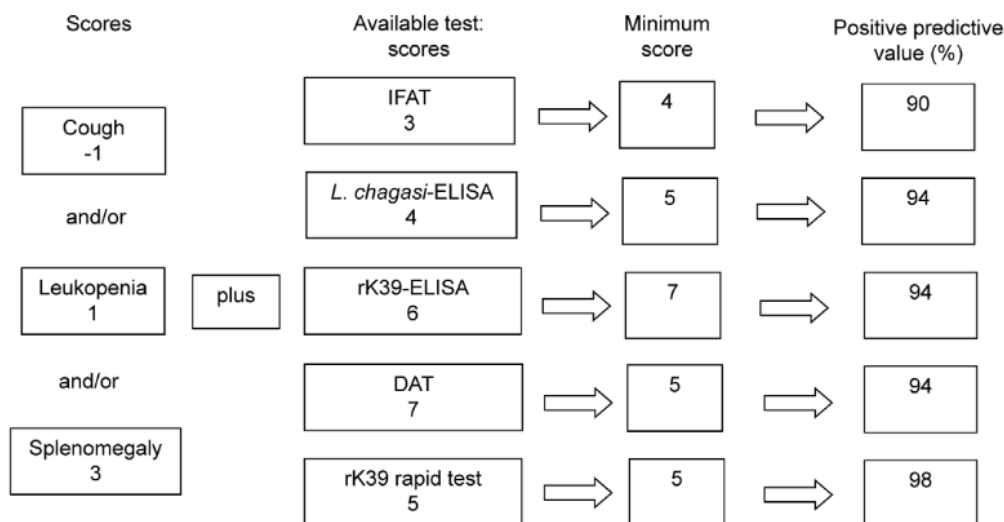 Scores
Available test:
scores
Minimum
score
Positive predictive
value (%)
Cough
-1
and/or
Leukopenia
1
and/or
Splenomegaly
3
plus
IFAT
3
4
90
L. chagasi-ELISA
4
5
94
rK39-ELISA
6
7
94
DAT
7
5
94
rK39 rapid test
5
5
98